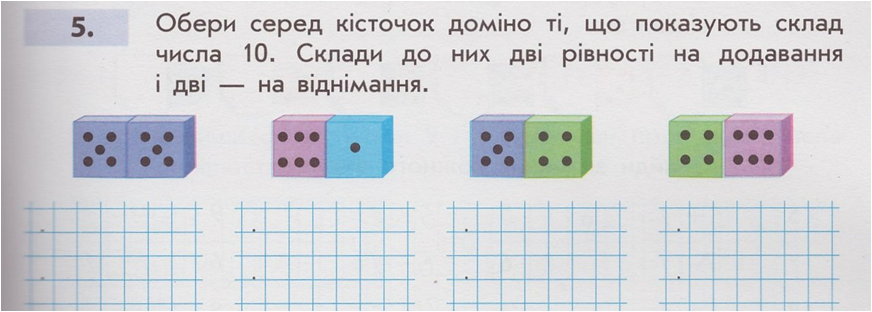 5. Обери серед кісточок доміно ті, що показують склад
числа 10. Склади до них дві рівності на додавання
і дві — на віднімання.